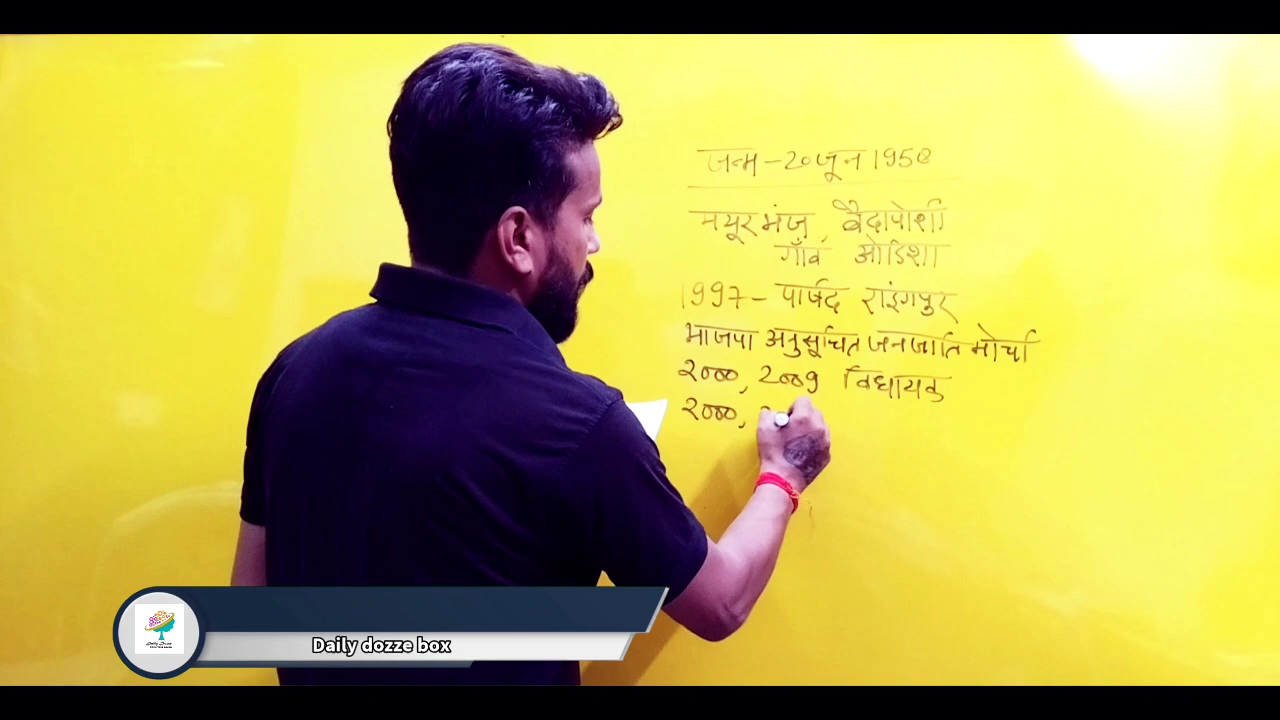 जन्म - 20 जून 1958
मयूरभंज, बैदापोशी
गाँव ओडिशा
1997 - पार्षद राइंगपुर
भाजपा अनुसूचित जनजाति मोर्चा
2000, 2009 विधायक
2000,
Daily dozze box